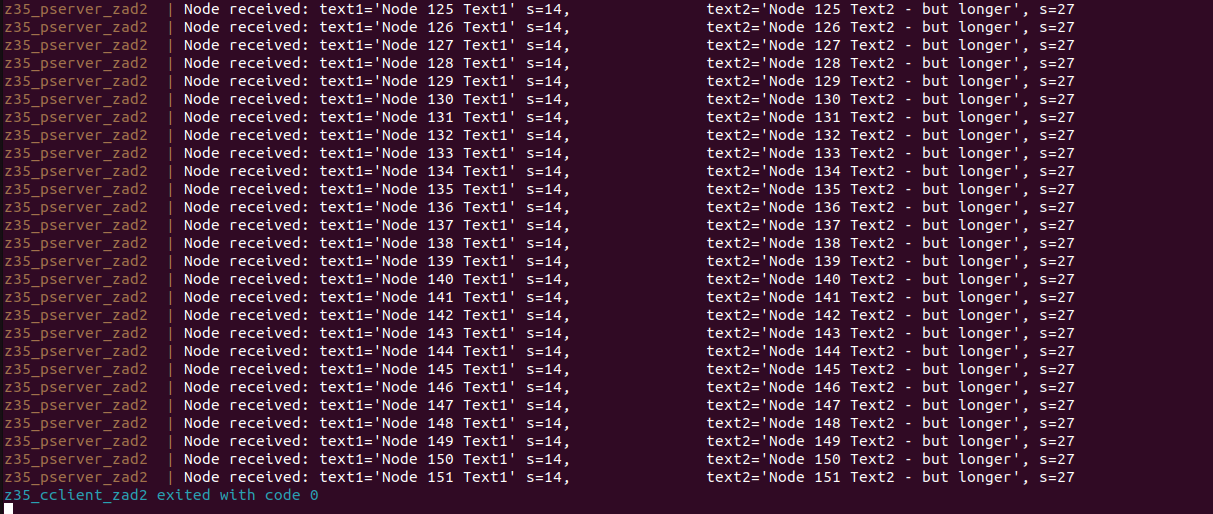 z35_pserver_zad2  | Node received: text1='Node 125 Text1' s=14,               text2='Node 125 Text2 - but longer', s=27
z35_pserver_zad2  | Node received: text1='Node 126 Text1' s=14,               text2='Node 126 Text2 - but longer', s=27
z35_pserver_zad2  | Node received: text1='Node 127 Text1' s=14,               text2='Node 127 Text2 - but longer', s=27
z35_pserver_zad2  | Node received: text1='Node 128 Text1' s=14,               text2='Node 128 Text2 - but longer', s=27
z35_pserver_zad2  | Node received: text1='Node 129 Text1' s=14,               text2='Node 129 Text2 - but longer', s=27
z35_pserver_zad2  | Node received: text1='Node 130 Text1' s=14,               text2='Node 130 Text2 - but longer', s=27
z35_pserver_zad2  | Node received: text1='Node 131 Text1' s=14,               text2='Node 131 Text2 - but longer', s=27
z35_pserver_zad2  | Node received: text1='Node 132 Text1' s=14,               text2='Node 132 Text2 - but longer', s=27
z35_pserver_zad2  | Node received: text1='Node 133 Text1' s=14,               text2='Node 133 Text2 - but longer', s=27
z35_pserver_zad2  | Node received: text1='Node 134 Text1' s=14,               text2='Node 134 Text2 - but longer', s=27
z35_pserver_zad2  | Node received: text1='Node 135 Text1' s=14,               text2='Node 135 Text2 - but longer', s=27
z35_pserver_zad2  | Node received: text1='Node 136 Text1' s=14,               text2='Node 136 Text2 - but longer', s=27
z35_pserver_zad2  | Node received: text1='Node 137 Text1' s=14,               text2='Node 137 Text2 - but longer', s=27
z35_pserver_zad2  | Node received: text1='Node 138 Text1' s=14,               text2='Node 138 Text2 - but longer', s=27
z35_pserver_zad2  | Node received: text1='Node 139 Text1' s=14,               text2='Node 139 Text2 - but longer', s=27
z35_pserver_zad2  | Node received: text1='Node 140 Text1' s=14,               text2='Node 140 Text2 - but longer', s=27
z35_pserver_zad2  | Node received: text1='Node 141 Text1' s=14,               text2='Node 141 Text2 - but longer', s=27
z35_pserver_zad2  | Node received: text1='Node 142 Text1' s=14,               text2='Node 142 Text2 - but longer', s=27
z35_pserver_zad2  | Node received: text1='Node 143 Text1' s=14,               text2='Node 143 Text2 - but longer', s=27
z35_pserver_zad2  | Node received: text1='Node 144 Text1' s=14,               text2='Node 144 Text2 - but longer', s=27
z35_pserver_zad2  | Node received: text1='Node 145 Text1' s=14,               text2='Node 145 Text2 - but longer', s=27
z35_pserver_zad2  | Node received: text1='Node 146 Text1' s=14,               text2='Node 146 Text2 - but longer', s=27
z35_pserver_zad2  | Node received: text1='Node 147 Text1' s=14,               text2='Node 147 Text2 - but longer', s=27
z35_pserver_zad2  | Node received: text1='Node 148 Text1' s=14,               text2='Node 148 Text2 - but longer', s=27
z35_pserver_zad2  | Node received: text1='Node 149 Text1' s=14,               text2='Node 149 Text2 - but longer', s=27
z35_pserver_zad2  | Node received: text1='Node 150 Text1' s=14,               text2='Node 150 Text2 - but longer', s=27
z35_pserver_zad2  | Node received: text1='Node 151 Text1' s=14,               text2='Node 151 Text2 - but longer', s=27
z35_cclient_zad2 exited with code 0